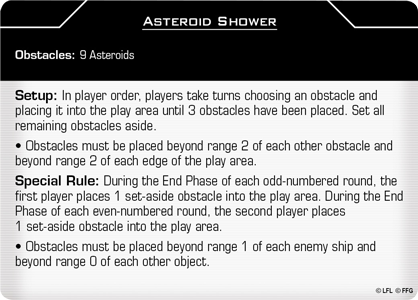 Asteroid Shower
Obstacles: 9 Asteroids
Setup: In player order, players take turns choosing an obstacle and
placing it into the play area until 3 obstacles have been placed. Set all
remaining obstacles aside.
• Obstacles must be placed beyond range 2 of each other obstacle and
beyond range 2 of each edge of the play area.
Special Rule: During the End Phase of each odd-numbered round, the
first player places 1 set-aside obstacle into the play area. During the End
Phase of each even-numbered round, the second player places
1 set-aside obstacle into the play area.
• Obstacles must be placed beyond range 1 of each enemy ship and
beyond range 0 of each other object.
© LFL © FFG